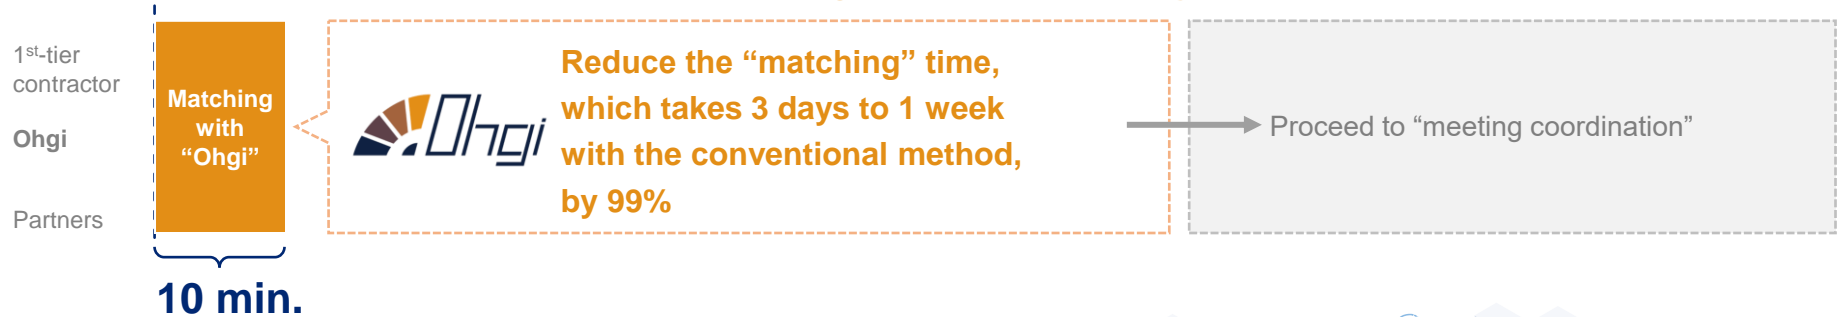 1st-tier
contractor
Ohgi
Partners
Matching
with
“Ohgi”
10 min.
Ohgi
Reduce the “matching” time,
which takes 3 days to 1 week
with the conventional method,
by 99%
Proceed to “meeting coordination”